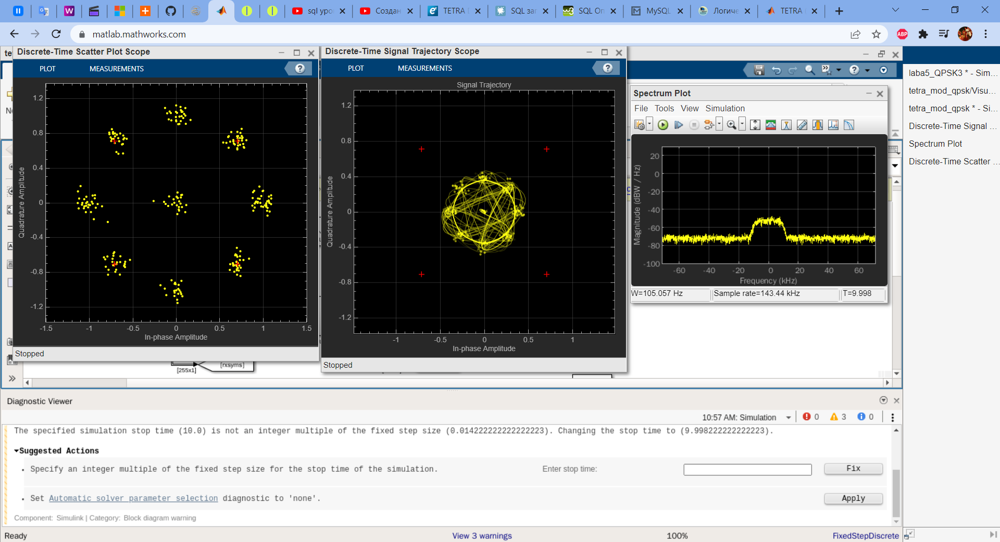 sql уро
Создан
TETRA
SQL зап
SQL Оп
MySQL
Логиче
TETRA
matlab.mathworks.com
te
Discrete-Time Scatter Plot Scope
PLOT
MEASUREMENTS
1.2
0.8
0.4
0
-0.4
-0.8
-1.2
Quadrature Amplitude
-1.5
-1
-0.5
0
0.5
1
1.5
In-phase Amplitude
Stopped
Discrete-Time Signal Trajectory Scope
PLOT
MEASUREMENTS
Signal Trajectory
1.2
0.8
0.4
0
-0.4
-0.8
-1.2
Quadrature Amplitude
-1
-0.5
0
0.5
1
In-phase Amplitude
Stopped
Spectrum Plot
File Tools View Simulation
20
0
-20
-40
-60
-80
-100
Magnitude (dBW / Hz)
-60
-40
-20
0
20
40
60
Frequency (kHz)
W=105.057 Hz
Sample rate=143.44 kHz
T=9.998
laba5_QPSK3 * - Sim...
tetra_mod_qpsk/Visu...
tetra_mod_qpsk * - Si...
Discrete-Time Signal ...
Spectrum Plot
Discrete-Time Scatter ...
[255x1]
[rxsyms]
Diagnostic Viewer
10:57 AM: Simulation
0
3
0
The specified simulation stop time (10.0) is not an integer multiple of the fixed step size (0.014222222222222223). Changing the stop time to (9.998222222222223).
Suggested Actions
• Specify an integer multiple of the fixed step size for the stop time of the simulation.
Enter stop time:
Fix
• Set Automatic solver parameter selection diagnostic to 'none'.
Apply
Component: Simulink | Category: Block diagram warning
Ready
View 3 warnings
100%
FixedStepDiscrete